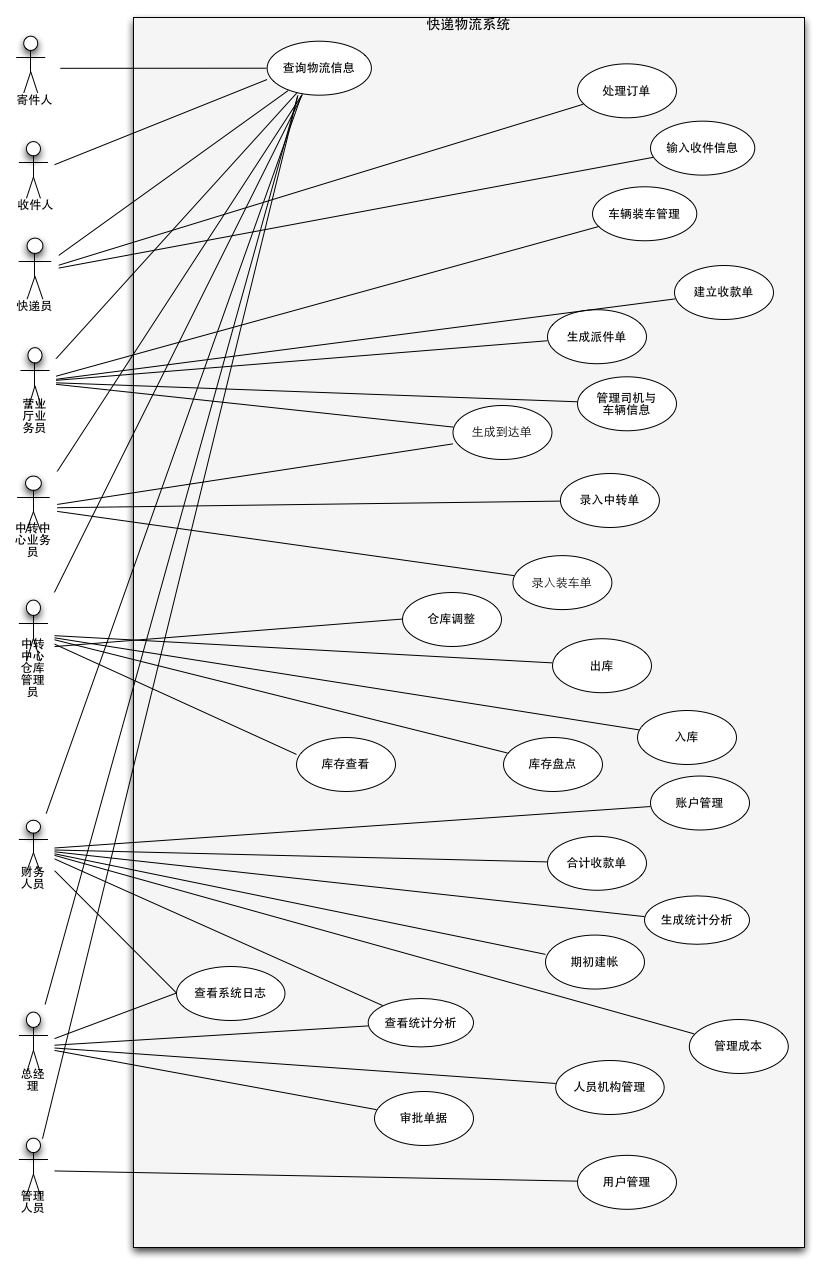 快递物流系统
寄件人
查询物流信息
处理订单
输入收件信息
收件人
车辆装车管理
快递员
建立收款单
生成派件单
营业
厅业
务员
管理司机与
车辆信息
生成到达单
录入中转单
中转中
心业务
员
录入装车单
仓库调整
中转
中心
仓库
管理
员
出库
入库
库存查看
库存盘点
账户管理
财务
人员
合计收款单
生成统计分析
期初建帐
查看系统日志
查看统计分析
管理成本
总经
理
人员机构管理
审批单据
用户管理
管理
人员